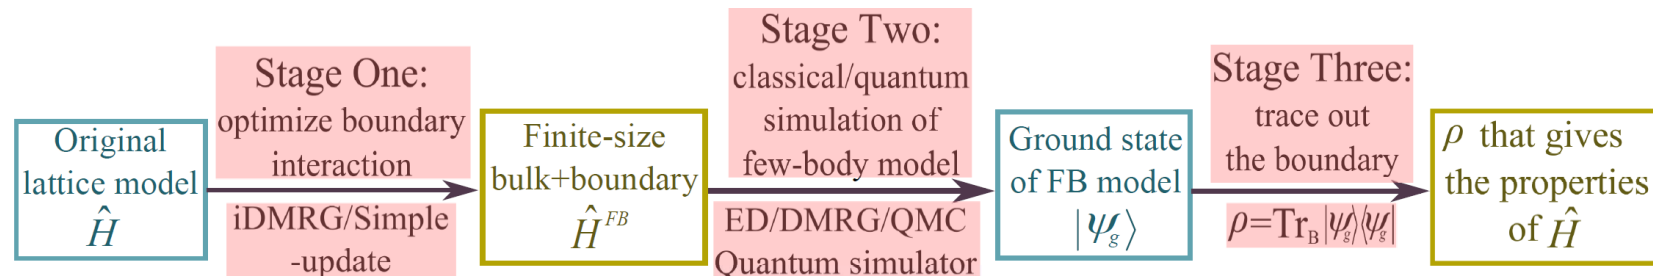 Original
lattice model
Ĥ
Stage One:
optimize boundary
interaction
iDMRG/Simple
-update
Finite-size
bulk+boundary
Ĥ^FB
Stage Two:
classical/quantum
simulation of
few-body model
ED/DMRG/QMC
Quantum simulator
Ground state
of FB model
|ψ_g⟩
Stage Three:
trace out
the boundary
ρ=Tr_B|ψ_g⟩⟨ψ_g|
ρ that gives
the properties
of Ĥ